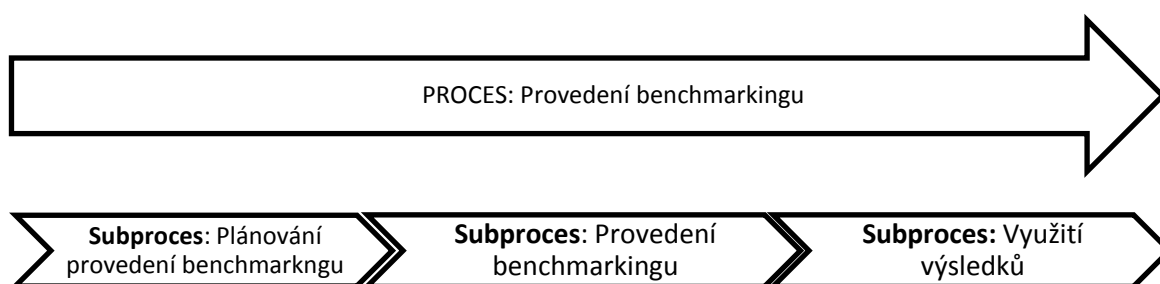 PROCES: Provedení benchmarkingu
Subproces: Plánování
provedení benchmarkngu
Subproces: Provedení
benchmarkingu
Subproces: Využití
výsledků